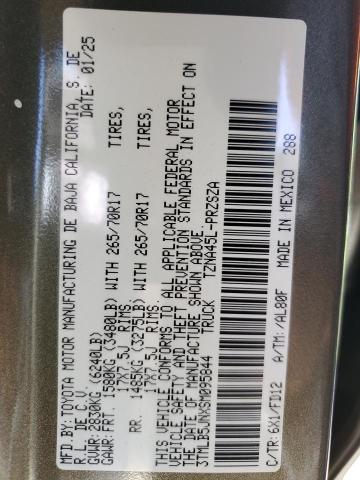 MFD.BY: TOYOTA MOTOR MANUFACTURING DE BAJA CALIFORNIA, S. DE
R.L. DE C.V. DATE: 01/25
GVWR: 2830KG (6240LB)
GAWR: FRT. 1580KG (3480LB) WITH 265/70R17 TIRES,
17X7.5J RIMS
RR. 1485KG (3275LB) WITH 265/70R17 TIRES,
17X7.5J RIMS.
THIS VEHICLE CONFORMS TO ALL APPLICABLE FEDERAL MOTOR
VEHICLE SAFETY AND THEFT PREVENTION STANDARDS IN EFFECT ON
THE DATE OF MANUFACTURE SHOWN ABOVE.
3TMLB5JNXSM095844 TRUCK TZNA45L-PRZSZA
C/TR: 6X1/FD12 A/TM: /AL80F MADE IN MEXICO 288